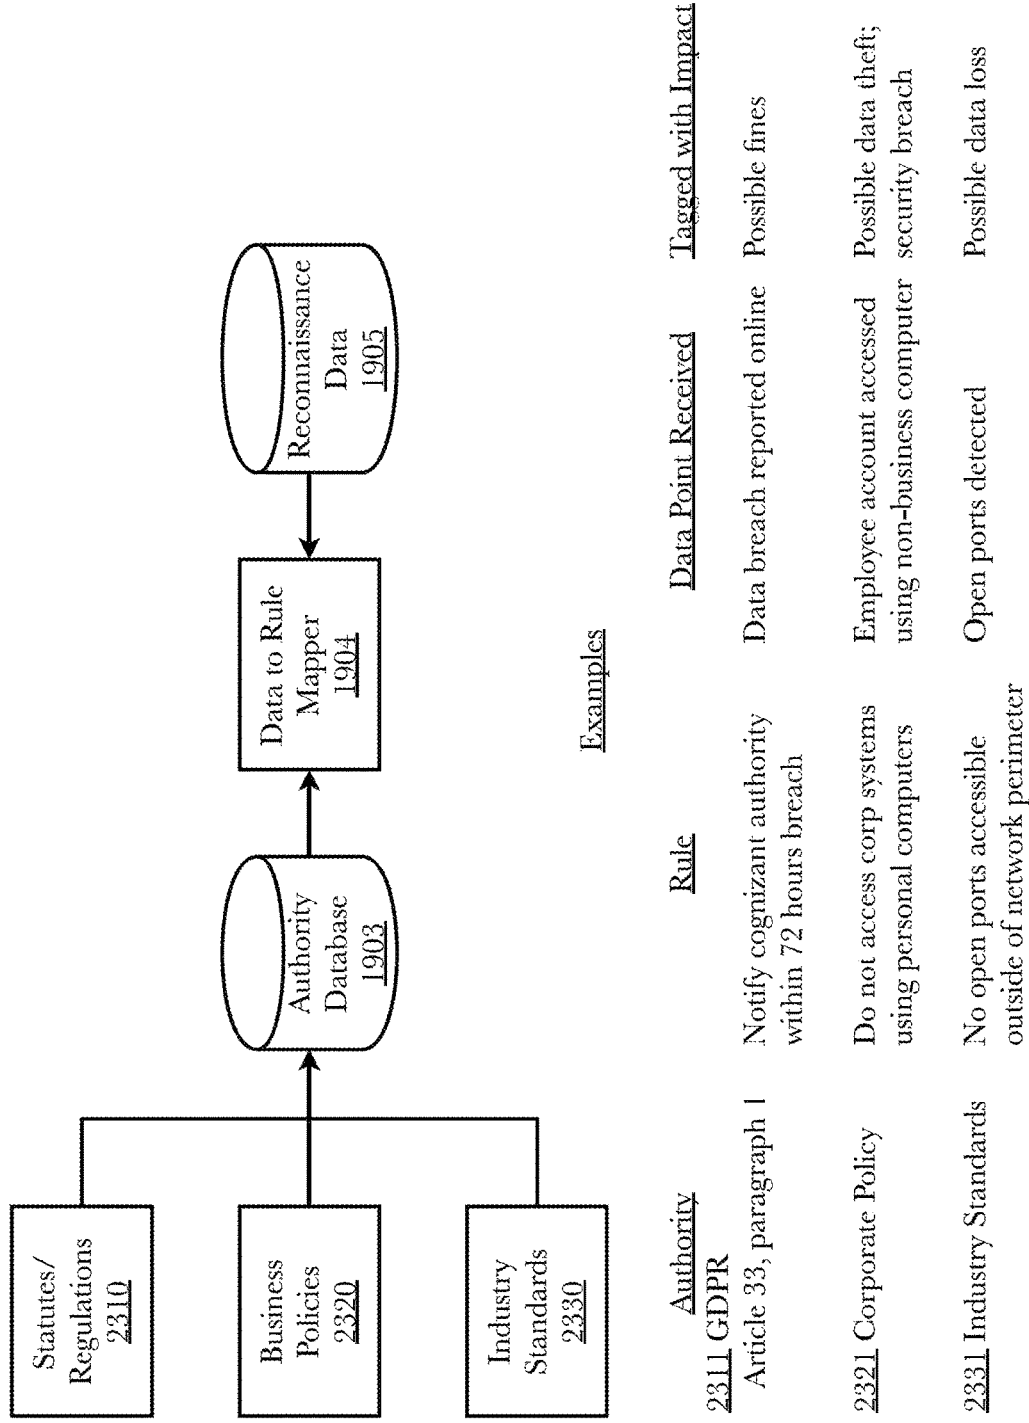 Statutes/
Regulations
2310
Business
Policies
2320
Industry
Standards
2330
Authority
Database
1903
Data to Rule
Mapper
1904
Reconnaissance
Data
1905
Examples
Authority
Rule
Data Point Received
Tagged with Impact
2311 GDPR
Article 33, paragraph 1
Notify cognizant authority
within 72 hours breach
Data breach reported online
Possible fines
2321 Corporate Policy
Do not access corp systems
using personal computers
Employee account accessed
using non-business computer
Possible data theft;
security breach
2331 Industry Standards
No open ports accessible
outside of network perimeter
Open ports detected
Possible data loss